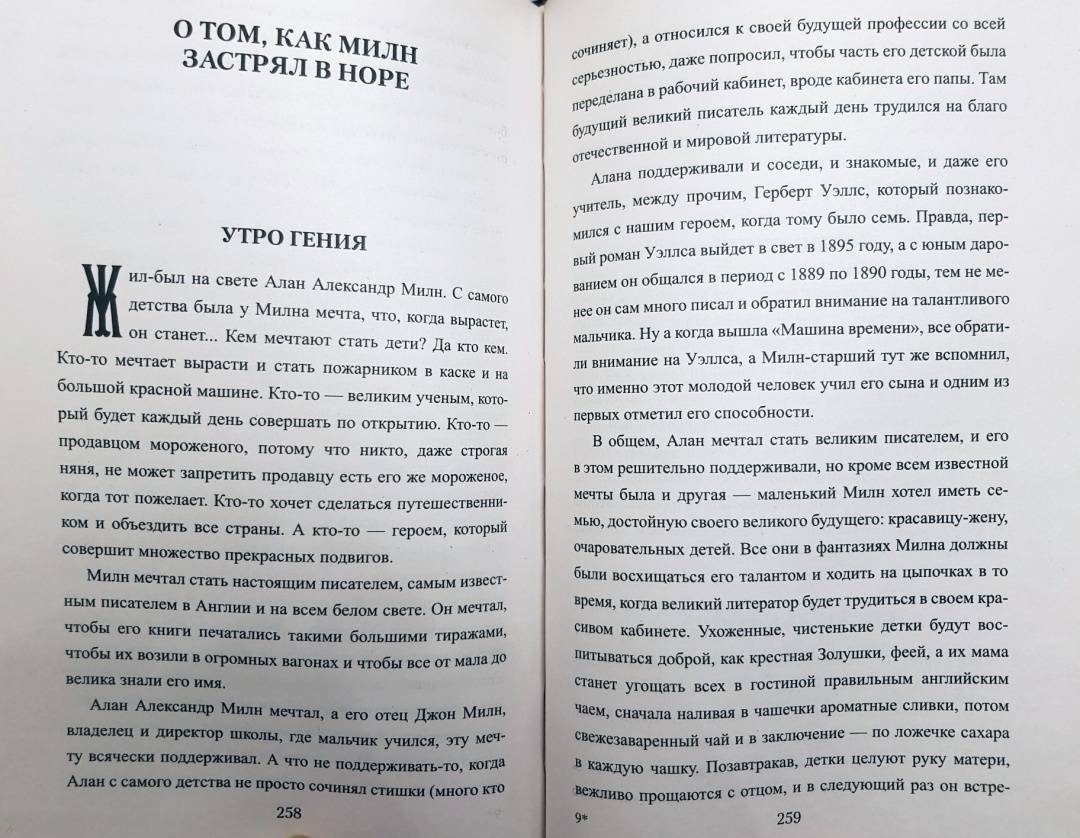 О ТОМ, КАК МИЛН
ЗАСТРЯЛ В НОРЕ
УТРО ГЕНИЯ
Жил-был на свете Алан Александр Милн. С самого
детства была у Милна мечта, что, когда вырастет,
он станет... Кем мечтают стать дети? Да кто кем.
Кто-то мечтает вырасти и стать пожарником в каске и на
большой красной машине. Кто-то — великим ученым, кото-
рый будет каждый день совершать по открытию. Кто-то —
продавцом мороженого, потому что никто, даже строгая
няня, не может запретить продавцу есть его же мороженое,
когда тот пожелает. Кто-то хочет сделаться путешественни-
ком и объездить все страны. А кто-то — героем, который
совершит множество прекрасных подвигов.
Милн мечтал стать настоящим писателем, самым извест-
ным писателем в Англии и на всем белом свете. Он мечтал,
чтобы его книги печатались такими большими тиражами,
чтобы их возили в огромных вагонах и чтобы все от мала до
велика знали его имя.
Алан Александр Милн мечтал, а его отец Джон Милн,
владелец и директор школы, где мальчик учился, эту меч-
ту всячески поддерживал. А что не поддерживать-то, когда
Алан с самого детства не просто сочинял стишки (много кто
258
сочиняет), а относился к своей будущей профессии со всей
серьезностью, даже попросил, чтобы часть его детской была
переделана в рабочий кабинет, вроде кабинета его папы. Там
будущий великий писатель каждый день трудился на благо
отечественной и мировой литературы.
Алана поддерживали и соседи, и знакомые, и даже его
учитель, между прочим, Герберт Уэллс, который познако-
мился с нашим героем, когда тому было семь. Правда, пер-
вый роман Уэллса выйдет в свет в 1895 году, а с юным даро-
ванием он общался в период с 1889 по 1890 годы, тем не ме-
нее он сам много писал и обратил внимание на талантливого
мальчика. Ну а когда вышла «Машина времени», все обрати-
ли внимание на Уэллса, а Милн-старший тут же вспомнил,
что именно этот молодой человек учил его сына и одним из
первых отметил его способности.
В общем, Алан мечтал стать великим писателем, и его
в этом решительно поддерживали, но кроме всем известной
мечты была и другая — маленький Милн хотел иметь се-
мью, достойную своего великого будущего: красавицу-жену,
очаровательных детей. Все они в фантазиях Милна должны
были восхищаться его талантом и ходить на цыпочках в то
время, когда великий литератор будет трудиться в своем кра-
сивом кабинете. Ухоженные, чистенькие детки будут вос-
питываться доброй, как крестная Золушки, феей, а их мама
станет угощать всех в гостиной правильным английским
чаем, сначала наливая в чашечки ароматные сливки, потом
свежезаваренный чай и в заключение — по ложечке сахара
в каждую чашку. Позавтракав, детки целуют руку матери,
вежливо прощаются с отцом, и в следующий раз он встре-
9*
259